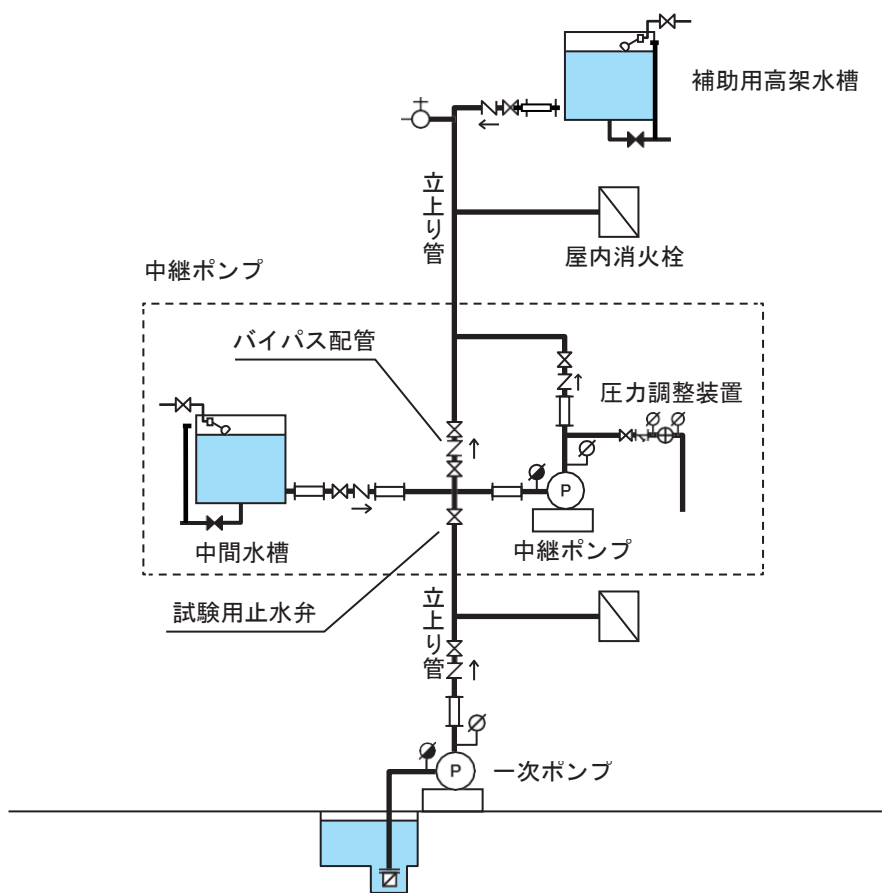 補助用高架水槽
立上り管
屋内消火栓
中継ポンプ
バイパス配管
圧力調整装置
P
中間水槽
中継ポンプ
試験用止水弁
立上り管
P
一次ポンプ